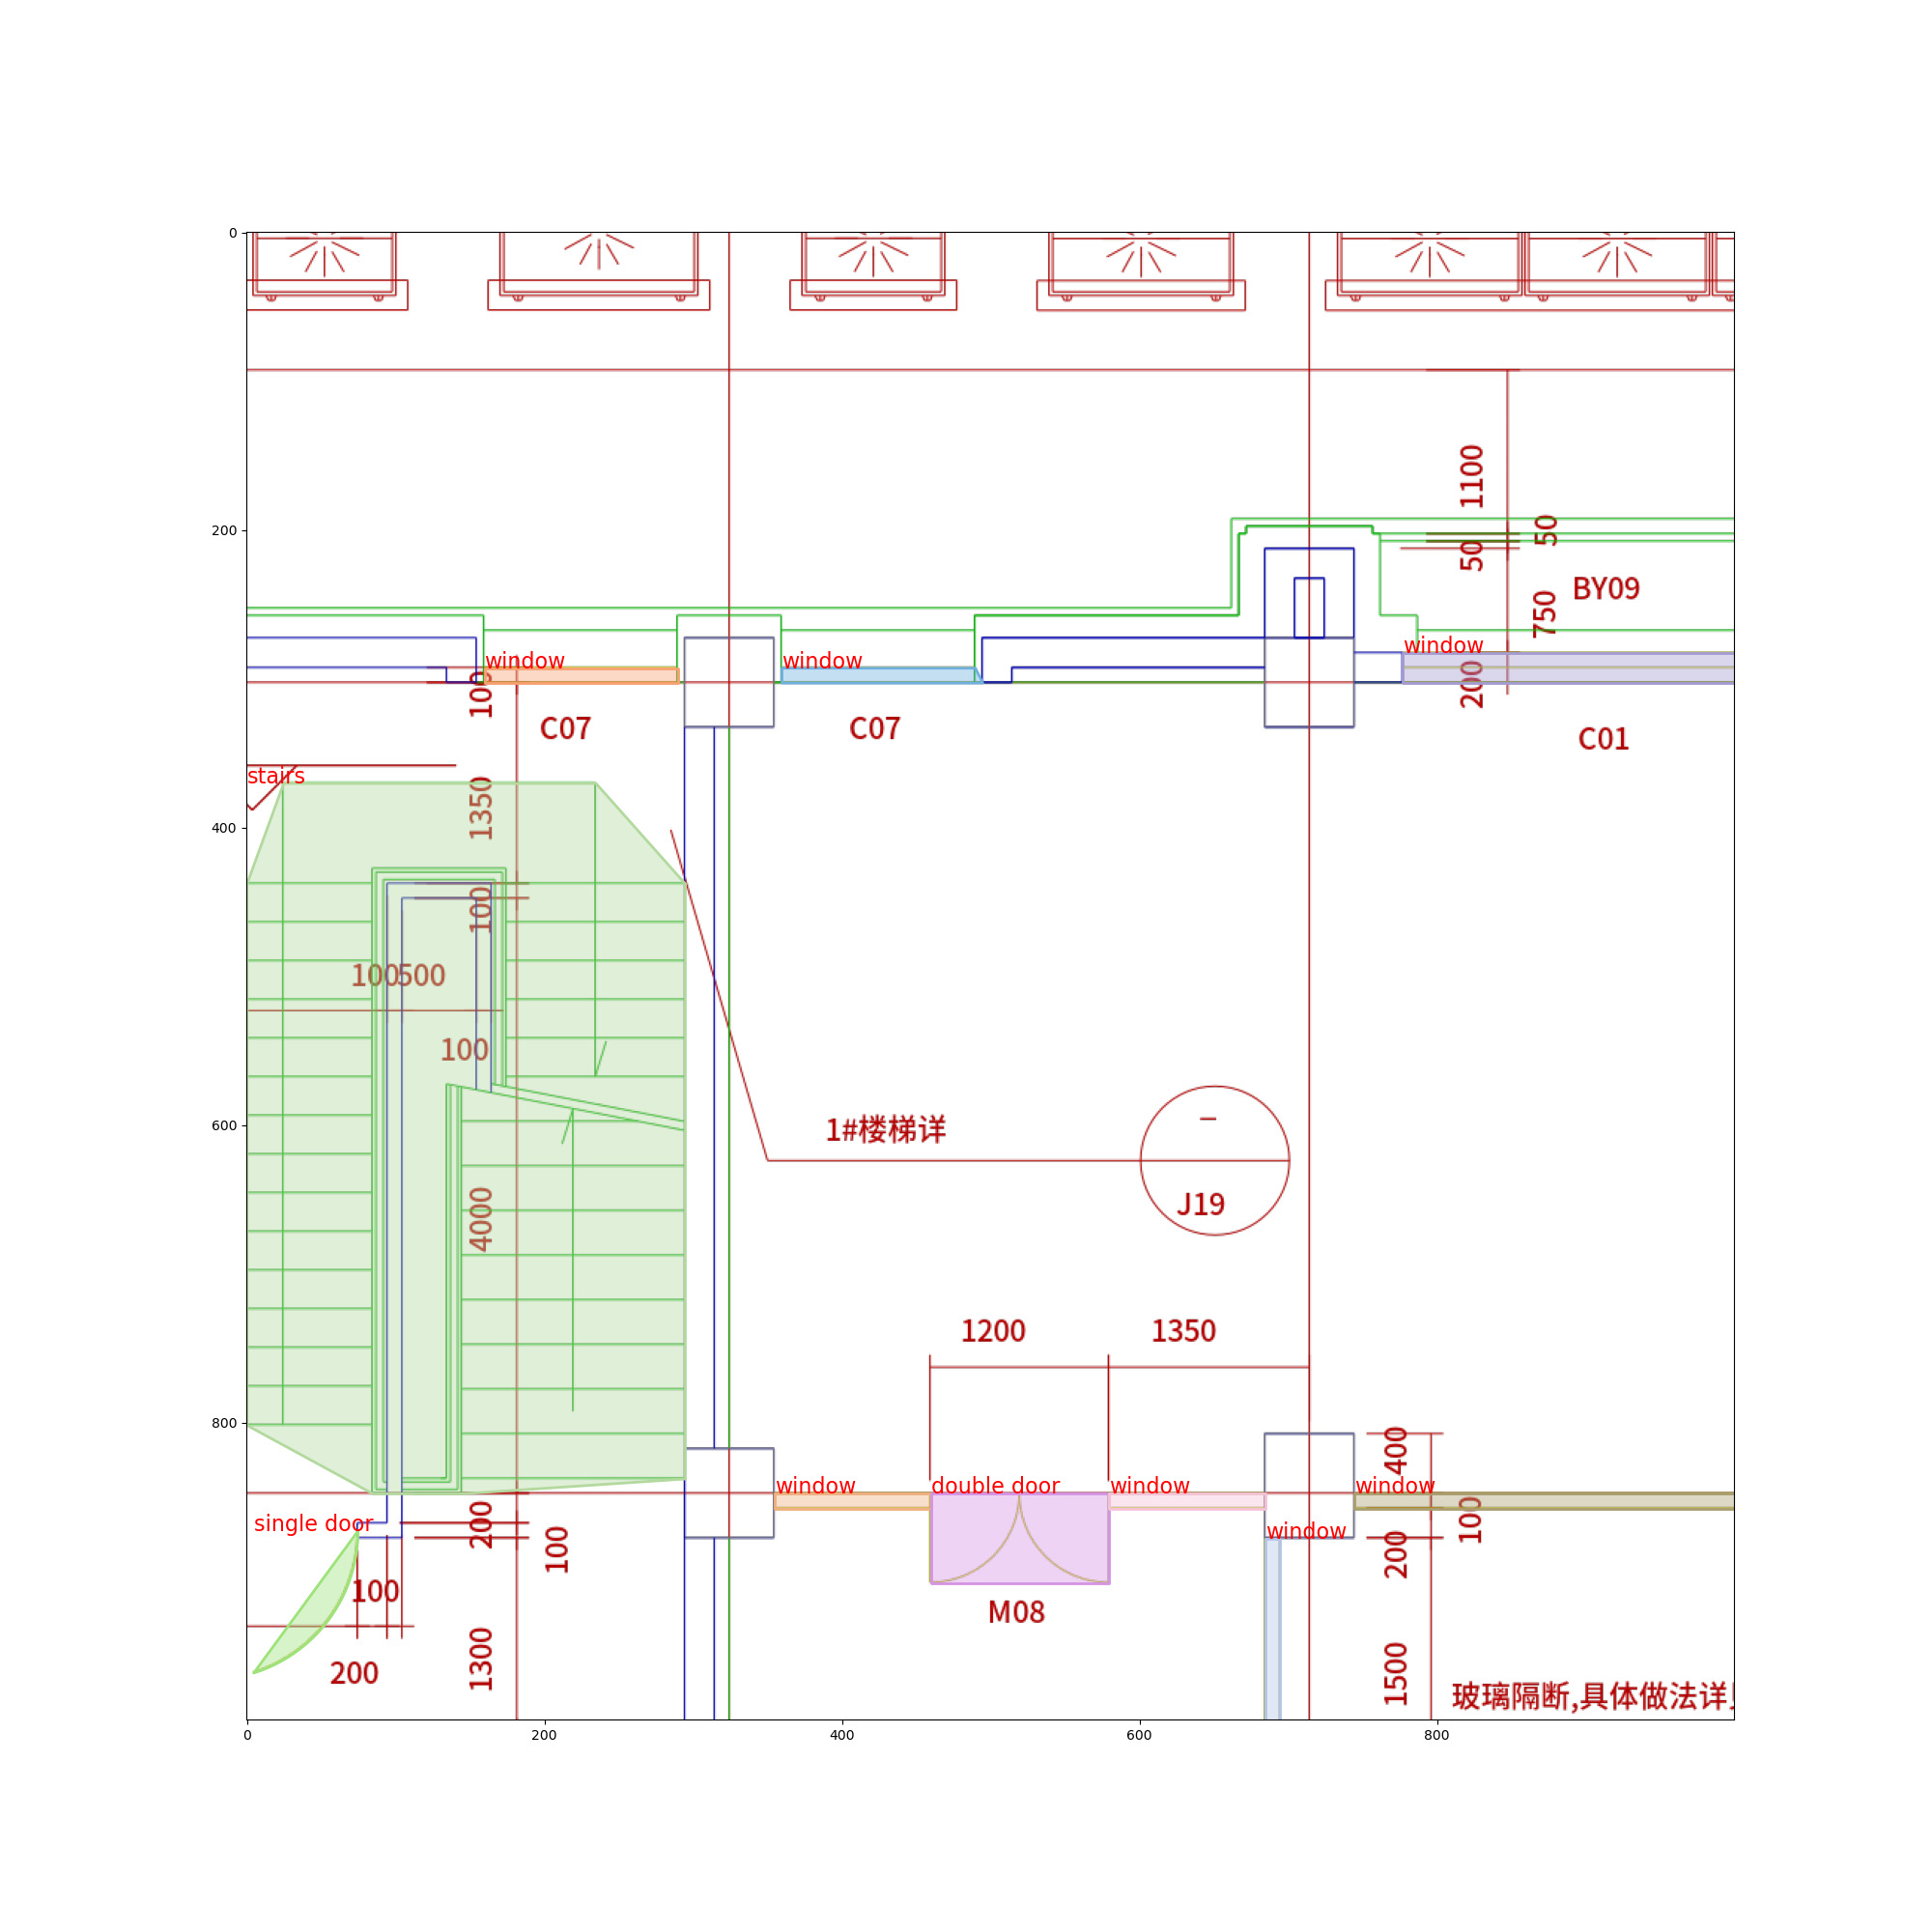 0
200
400
600
800
0
200
400
600
800
1100
50
50
BY09
750
window
window
window
100
200
C07
C07
C01
stairs
1350
100
100500
100
1#楼梯详
—
J19
4000
1200
1350
400
window
double door
window
window
100
single door
200
100
window
200
100
M08
1300
200
1500
玻璃隔断,具体做法详